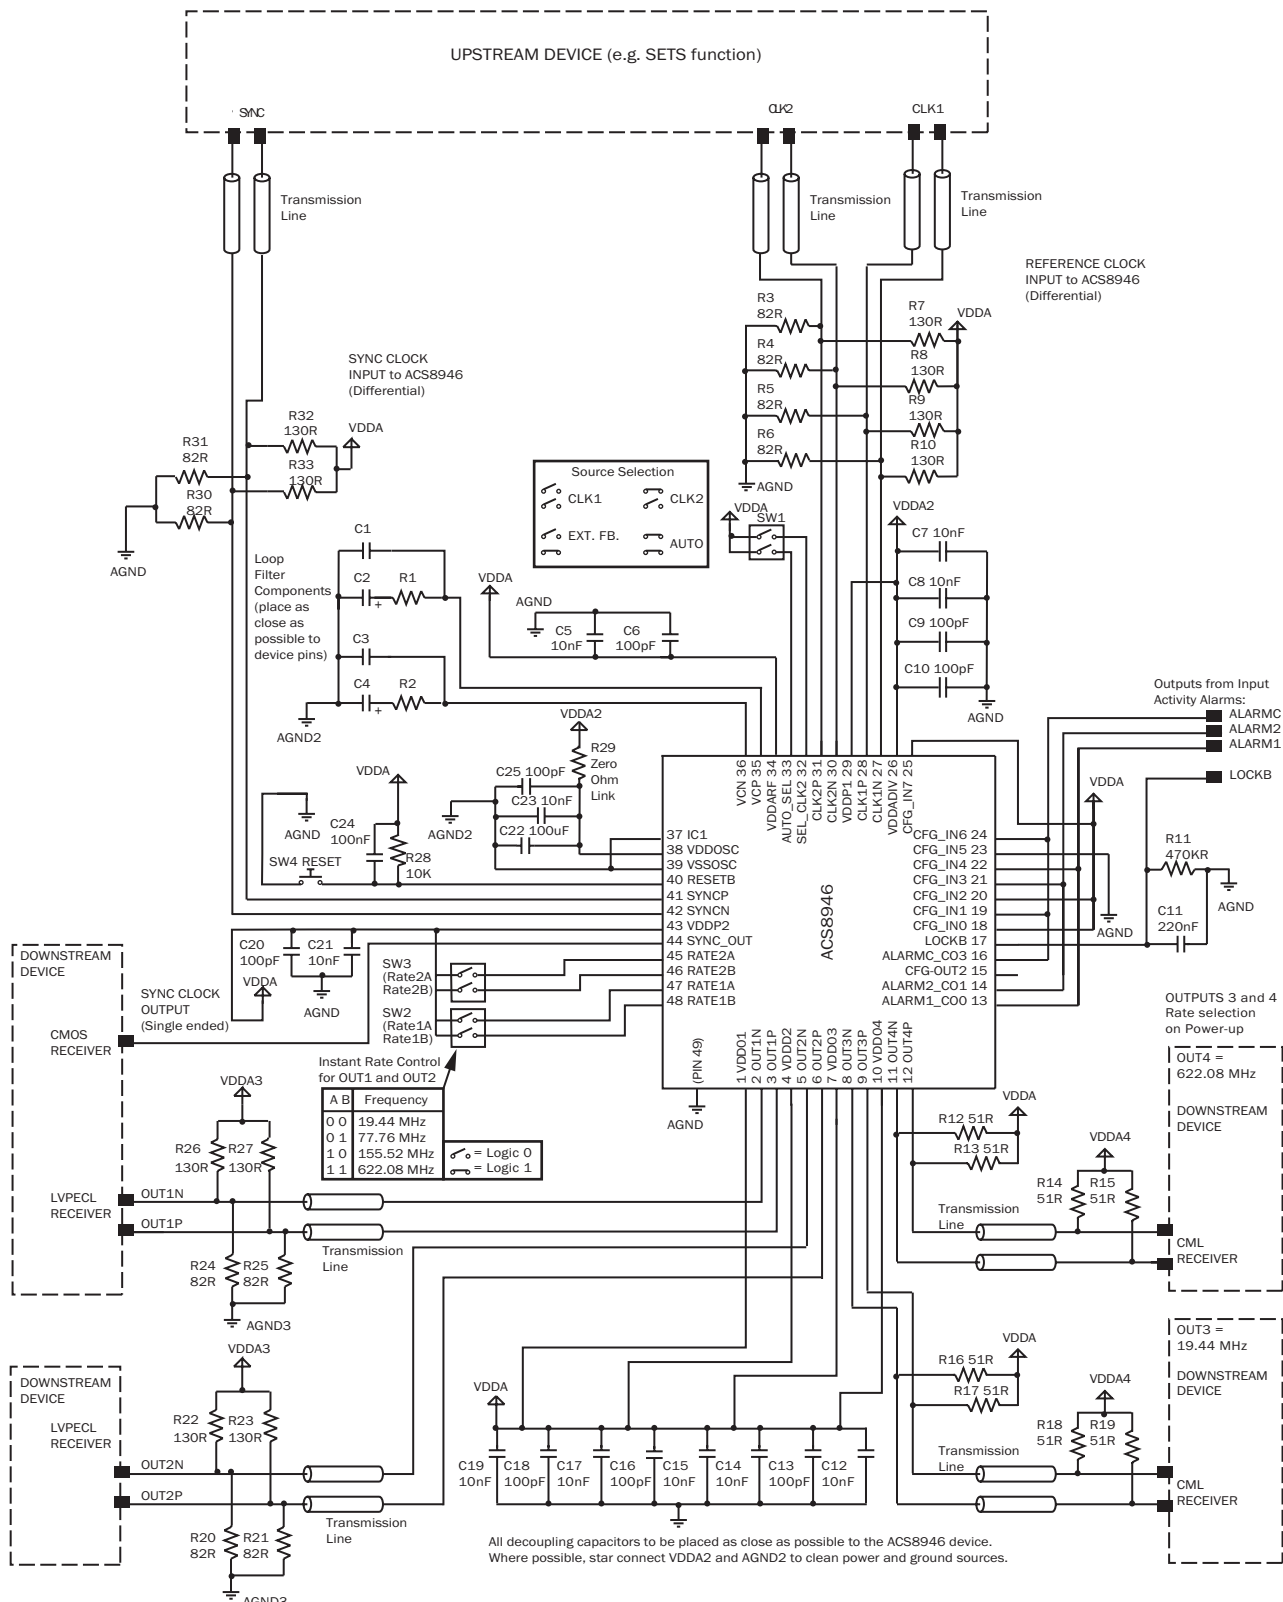 UPSTREAM DEVICE (e.g. SETS function)
SYNC
CLK2
CLK1
Transmission
Line
Transmission
Line
Transmission
Line
REFERENCE CLOCK
INPUT to ACS8946
(Differential)
R3
82R
R4
82R
R5
82R
R6
82R
R7
130R
R8
130R
R9
130R
R10
130R
VDDA
AGND
SYNC CLOCK
INPUT to ACS8946
(Differential)
R32
130R
R33
130R
VDDA
R31
82R
R30
82R
AGND
Source Selection
CLK1
CLK2
EXT. FB.
AUTO
VDDA
SW1
VDDA2
C7 10nF
C8 10nF
C9 100pF
C10 100pF
AGND
Loop
Filter
Components
(place as
close as
possible to
device pins)
C1
C2
+
R1
C3
C4
+
R2
AGND2
VDDA
AGND
C5
10nF
C6
100pF
Outputs from Input
Activity Alarms:
ALARMC
ALARM2
ALARM1
LOCKB
VDDA2
R29
Zero
Ohm
Link
C25 100pF
C23 10nF
C22 100uF
AGND2
VDDA
AGND
C24
100nF
R28
10K
SW4 RESET
VCN 36
VCP 35
VDDARF 34
AUTO_SEL 33
SEL_CLK2 32
CLK2P 31
CLK2N 30
VDDP1 29
CLK1P 28
CLK1N 27
VDDADIV 26
CFG_IN7 25
37 IC1
38 VDDOSC
39 VSSOSC
40 RESETB
41 SYNCP
42 SYNCN
43 VDDP2
44 SYNC_OUT
45 RATE2A
46 RATE2B
47 RATE1A
48 RATE1B
ACS8946
CFG_IN6 24
CFG_IN5 23
CFG_IN4 22
CFG_IN3 21
CFG_IN2 20
CFG_IN1 19
CFG_IN0 18
LOCKB 17
ALARMC_CO3 16
CFG-OUT2 15
ALARM2_CO1 14
ALARM1_CO0 13
(PIN 49)
1 VDD01
2 OUT1N
3 OUT1P
4 VDDD2
5 OUT2N
6 OUT2P
7 VDD03
8 OUT3N
9 OUT3P
10 VDD04
11 OUT4N
12 OUT4P
AGND
VDDA
AGND
R11
470KR
C11
220nF
AGND
DOWNSTREAM
DEVICE
CMOS
RECEIVER
SYNC CLOCK
OUTPUT
(Single ended)
C20
100pF
C21
10nF
VDDA
AGND
SW3
(Rate2A
Rate2B)
SW2
(Rate1A
Rate1B)
Instant Rate Control
for OUT1 and OUT2
A B Frequency
0 0 19.44 MHz
0 1 77.76 MHz
1 0 155.52 MHz
1 1 622.08 MHz
= Logic 0
= Logic 1
VDDA3
R26
130R
R27
130R
LVPECL
RECEIVER
OUT1N
OUT1P
Transmission
Line
R24
82R
R25
82R
AGND3
VDDA3
DOWNSTREAM
DEVICE
LVPECL
RECEIVER
R22
130R
R23
130R
OUT2N
OUT2P
Transmission
Line
R20
82R
R21
82R
AGND3
VDDA
C19
10nF
C18
100pF
C17
10nF
C16
100pF
C15
10nF
C14
10nF
C13
100pF
C12
10nF
All decoupling capacitors to be placed as close as possible to the ACS8946 device.
Where possible, star connect VDDA2 and AGND2 to clean power and ground sources.
OUTPUTS 3 and 4
Rate selection
on Power-up
OUT4 =
622.08 MHz
DOWNSTREAM
DEVICE
CML
RECEIVER
VDDA
R12 51R
R13 51R
VDDA4
R14
51R
R15
51R
Transmission
Line
OUT3 =
19.44 MHz
DOWNSTREAM
DEVICE
CML
RECEIVER
VDDA
R16 51R
R17 51R
VDDA4
R18
51R
R19
51R
Transmission
Line